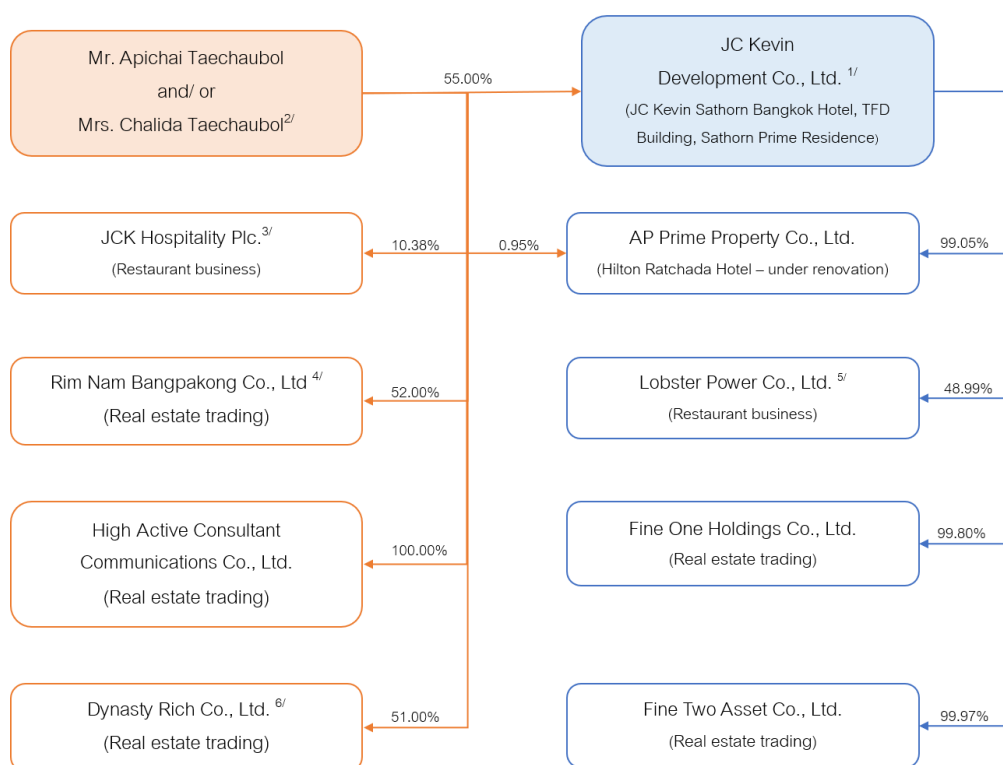 Mr. Apichai Taechaubol
and/ or
Mrs. Chalida Taechaubol2/
55.00%
JC Kevin
Development Co., Ltd. 1/
(JC Kevin Sathorn Bangkok Hotel, TFD
Building, Sathorn Prime Residence)
JCK Hospitality Plc.3/
(Restaurant business)
10.38%
0.95%
AP Prime Property Co., Ltd.
(Hilton Ratchada Hotel – under renovation)
99.05%
Rim Nam Bangpakong Co., Ltd 4/
(Real estate trading)
52.00%
Lobster Power Co., Ltd. 5/
(Restaurant business)
48.99%
High Active Consultant
Communications Co., Ltd.
(Real estate trading)
100.00%
Fine One Holdings Co., Ltd.
(Real estate trading)
99.80%
Dynasty Rich Co., Ltd. 6/
(Real estate trading)
51.00%
Fine Two Asset Co., Ltd.
(Real estate trading)
99.97%